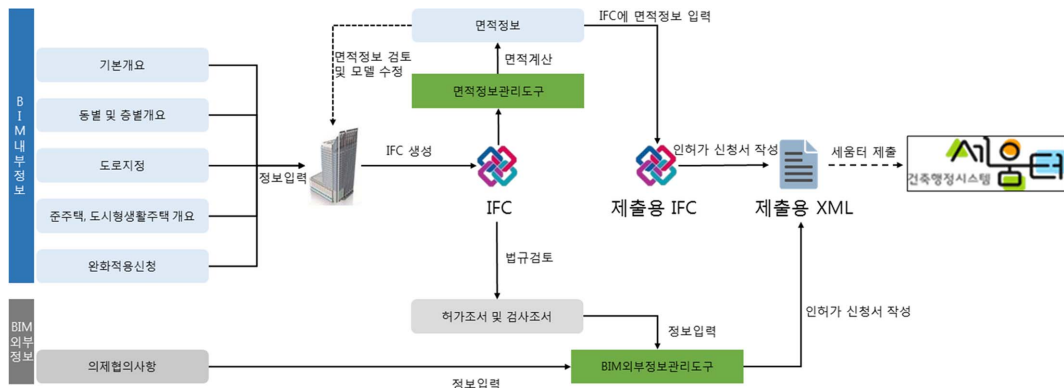 BIM내부정보
기본개요
동별 및 층별개요
도로지정
준주택, 도시형생활주택 개요
완화적용신청
정보입력
면적정보 검토
및 모델 수정
IFC 생성
면적정보
면적계산
면적정보관리도구
IFC
IFC에 면적정보 입력
제출용 IFC
인허가 신청서 작성
제출용 XML
세움터 제출
세움터
건축행정시스템
법규검토
허가조서 및 검사조서
정보입력
BIM
외부
정보
의제협의사항
정보입력
BIM외부정보관리도구
인허가 신청서 작성